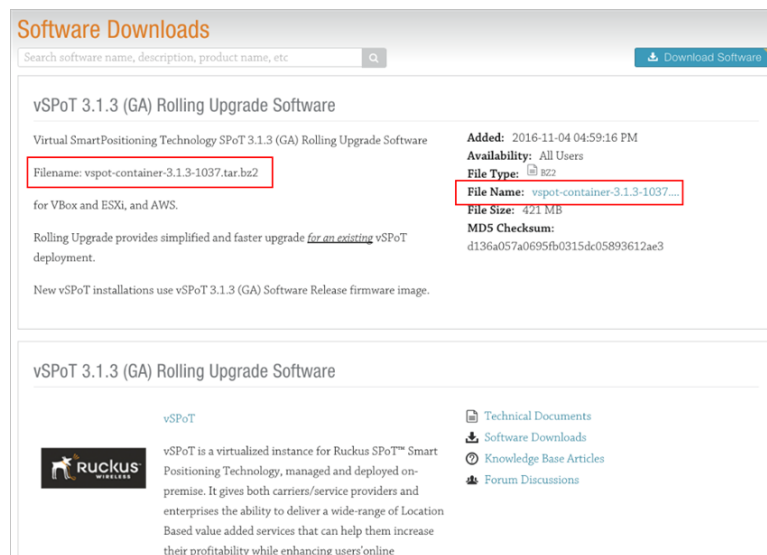 Software Downloads
Search software name, description, product name, etc
Download Software
vSPoT 3.1.3 (GA) Rolling Upgrade Software
Virtual SmartPositioning Technology SPoT 3.1.3 (GA) Rolling Upgrade Software
Filename: vspot-container-3.1.3-1037.tar.bz2
for VBox and ESXi, and AWS.
Rolling Upgrade provides simplified and faster upgrade for an existing vSPoT
deployment.
New vSPoT installations use vSPoT 3.1.3 (GA) Software Release firmware image.
Added: 2016-11-04 04:59:16 PM
Availability: All Users
File Type: BZ2
File Name: vspot-container-3.1.3-1037....
File Size: 421 MB
MD5 Checksum:
d136a057a0695fb0315dc05893612ae3
vSPoT 3.1.3 (GA) Rolling Upgrade Software
Ruckus
WIRELESS
vSPoT
vSPoT is a virtualized instance for Ruckus SPoT™ Smart
Positioning Technology, managed and deployed on-
premise. It gives both carriers/service providers and
enterprises the ability to deliver a wide-range of Location
Based value added services that can help them increase
their profitability while enhancing users'online
Technical Documents
Software Downloads
Knowledge Base Articles
Forum Discussions